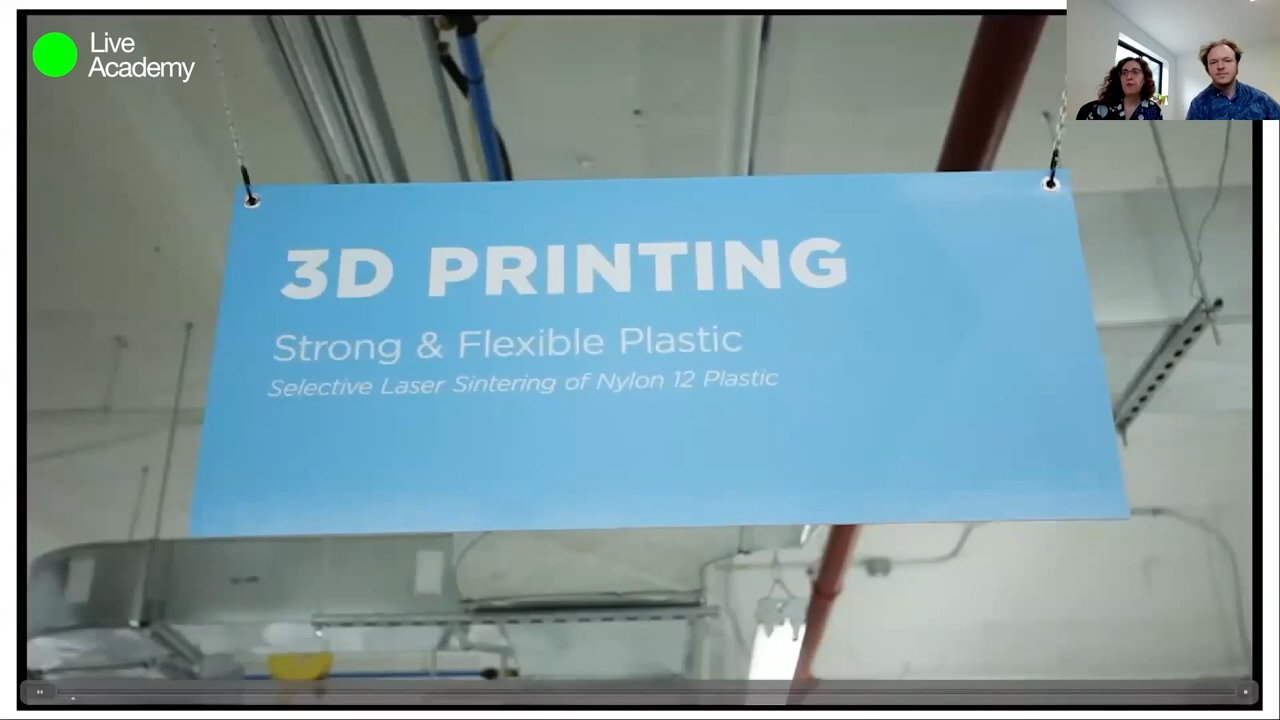 Live
Academy
3D PRINTING
Strong & Flexible Plastic
Selective Laser Sintering of Nylon 12 Plastic